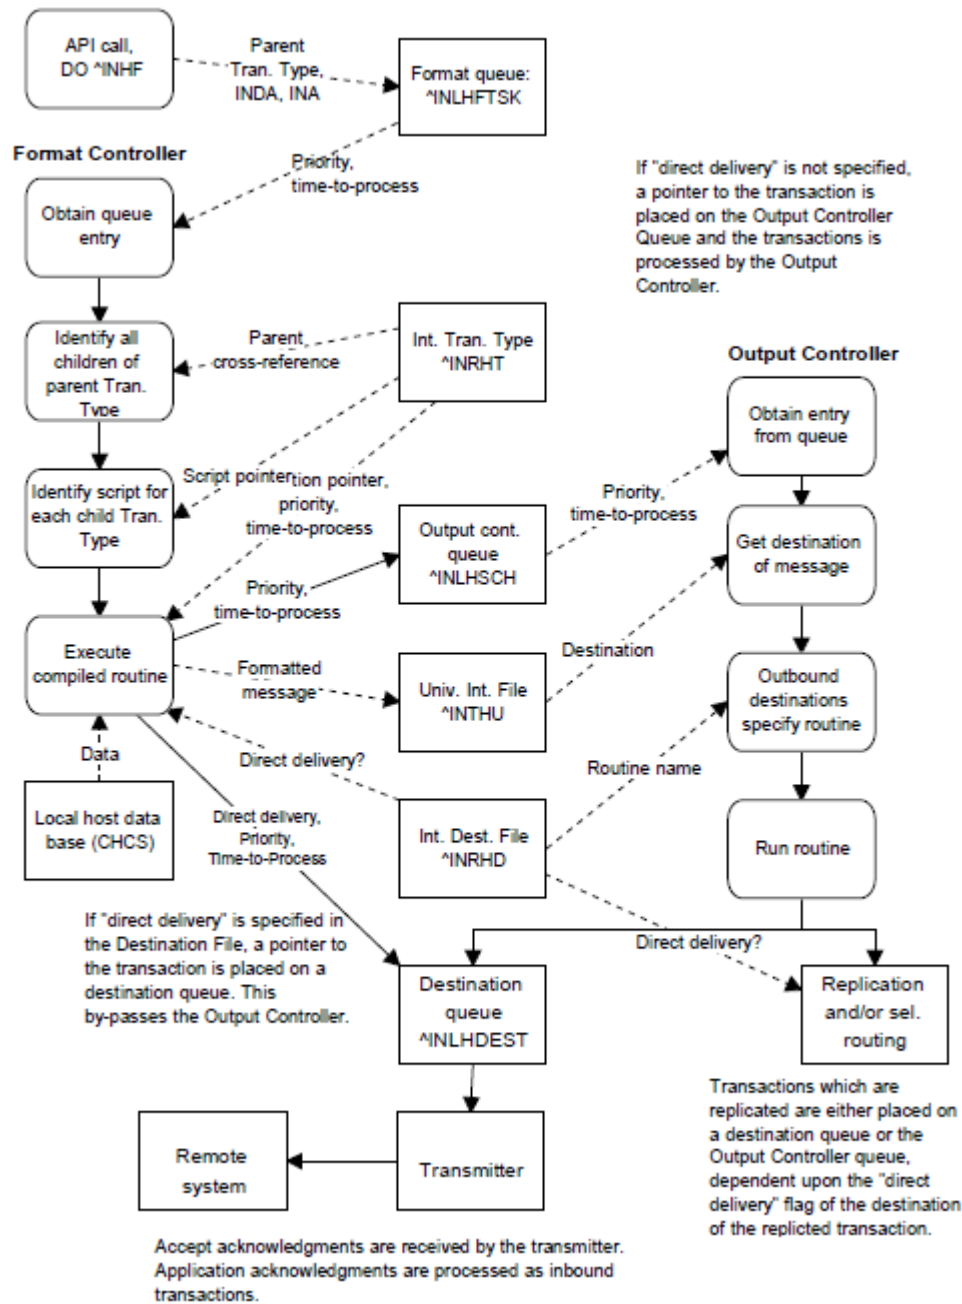 API call,
DO ^INHF
Parent
Tran. Type,
INDA, INA
Format queue:
^INLHFTSK
Format Controller
Priority,
time-to-process
If "direct delivery" is not specified,
a pointer to the transaction is
placed on the Output Controller
Queue and the transactions is
processed by the Output
Controller.
Obtain queue
entry
Identify all
children of
parent Tran.
Type
Parent
cross-reference
Int. Tran. Type
^INRHT
Output Controller
Obtain entry
from queue
Identify script for
each child Tran.
Type
Script pointer
tion pointer,
priority,
time-to-process
Output cont.
queue
^INLHSCH
Priority,
time-to-process
Get destination
of message
Priority,
time-to-process
Execute
compiled routine
Formatted
message
Univ. Int. File
^INTHU
Destination
Outbound
destinations
specify routine
Data
Direct delivery?
Routine name
Local host data
base (CHCS)
Direct delivery,
Priority,
Time-to-Process
Int. Dest. File
^INRHD
Run routine
If "direct delivery" is specified in
the Destination File, a pointer to
the transaction is placed on a
destination queue. This
by-passes the Output Controller.
Direct delivery?
Destination
queue
^INLHDEST
Replication
and/or sel.
routing
Remote
system
Transmitter
Transactions which are
replicated are either placed on
a destination queue or the
Output Controller queue,
dependent upon the "direct
delivery" flag of the destination
of the replicted transaction.
Accept acknowledgments are received by the transmitter.
Application acknowledgments are processed as inbound
transactions.